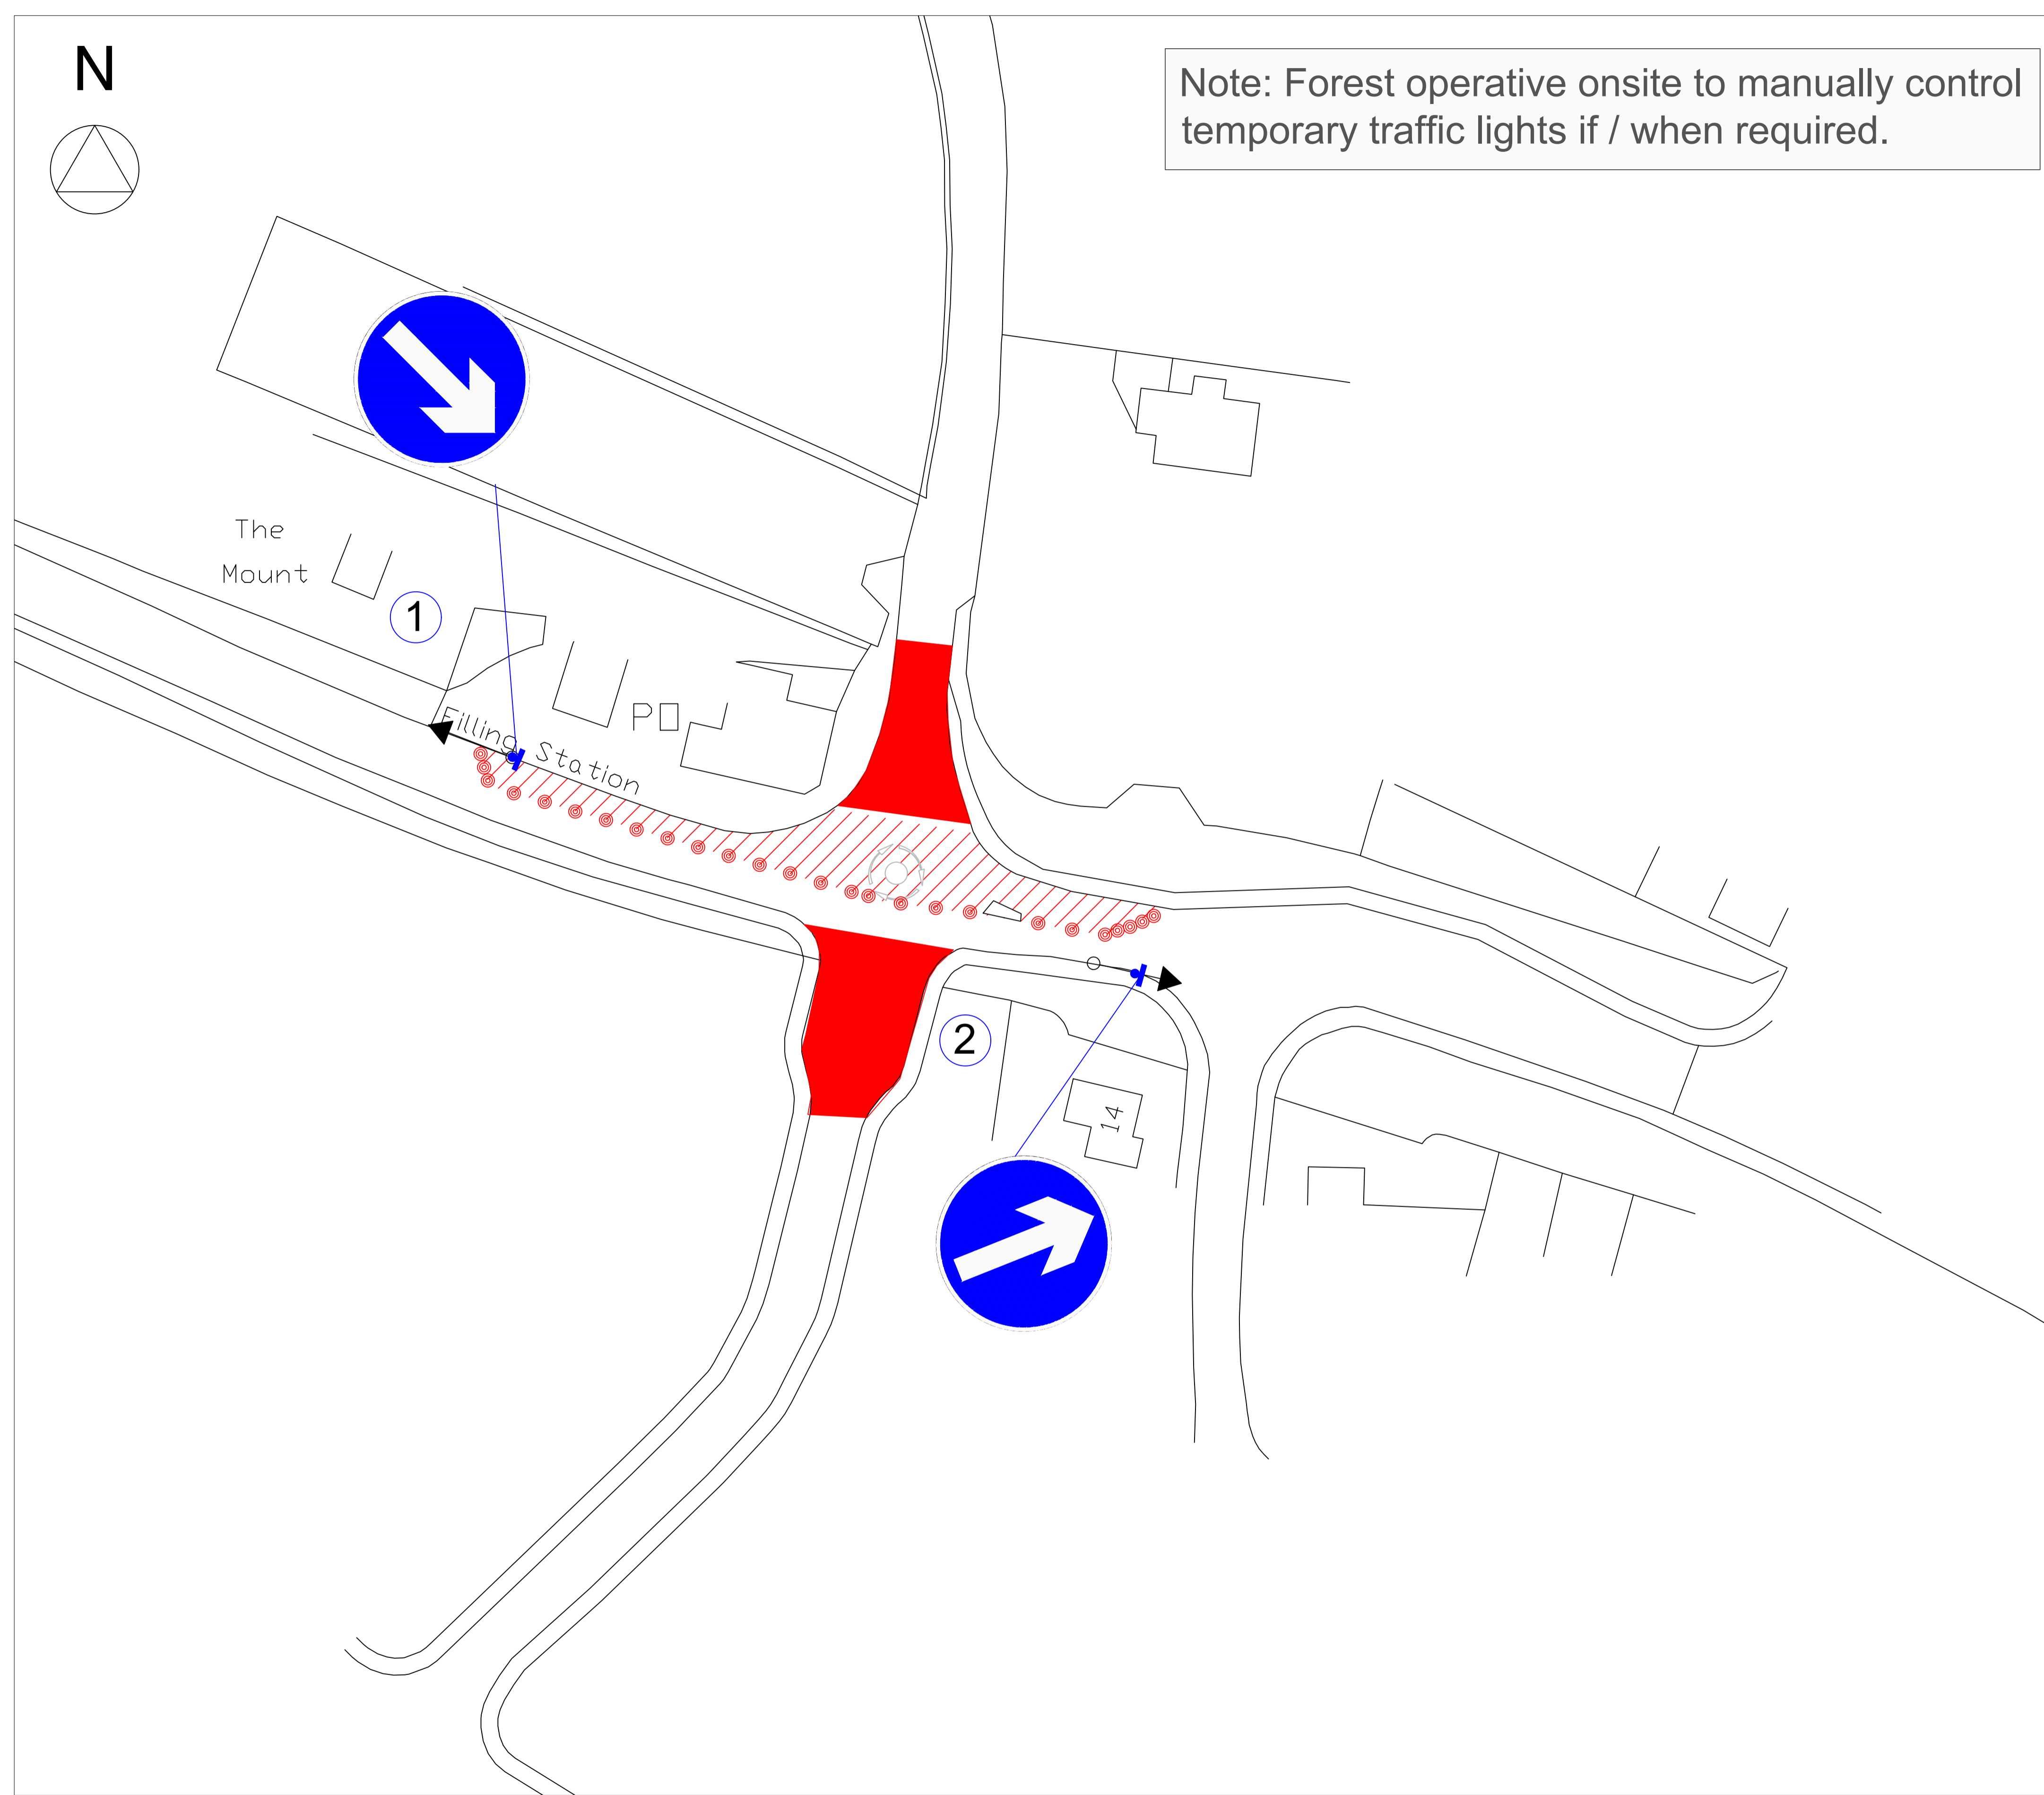 N
Note: Forest operative onsite to manually control
temporary traffic lights if / when required.
The
Mount
1
PO
Filling Station
2
14